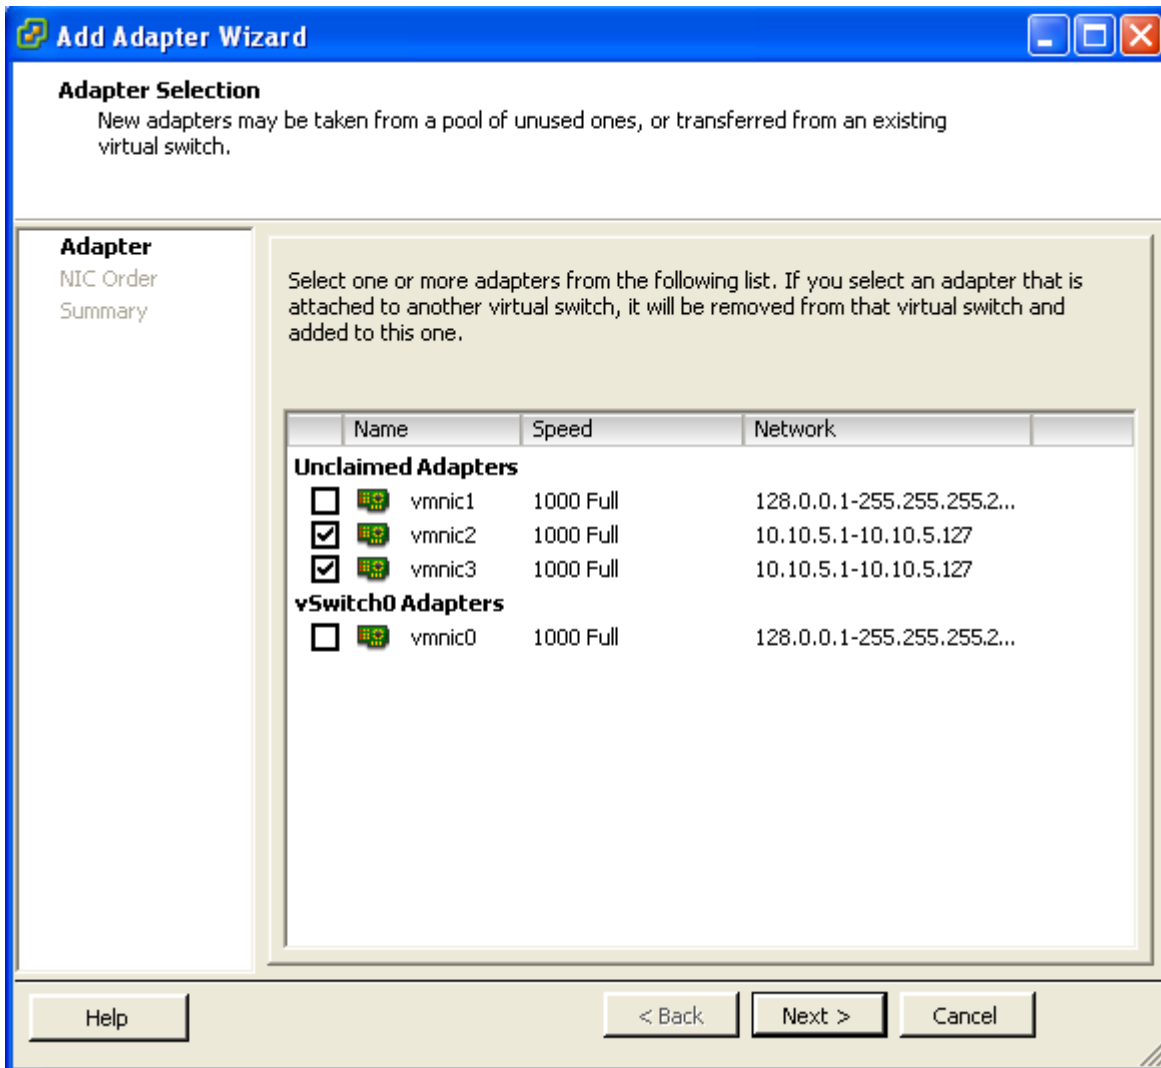 Add Adapter Wizard
Adapter Selection
New adapters may be taken from a pool of unused ones, or transferred from an existing
virtual switch.
Adapter
NIC Order
Summary
Select one or more adapters from the following list. If you select an adapter that is
attached to another virtual switch, it will be removed from that virtual switch and
added to this one.
Name Speed Network
Unclaimed Adapters
vmnic1 1000 Full 128.0.0.1-255.255.255.2...
vmnic2 1000 Full 10.10.5.1-10.10.5.127
vmnic3 1000 Full 10.10.5.1-10.10.5.127
vSwitch0 Adapters
vmnic0 1000 Full 128.0.0.1-255.255.255.2...
Help < Back Next > Cancel